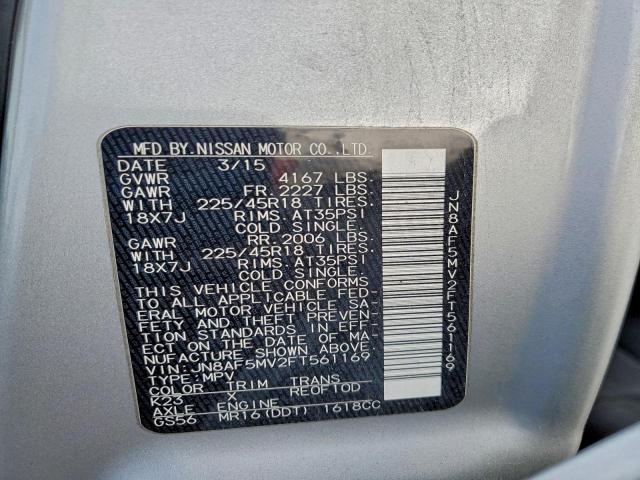 MFD BY NISSAN MOTOR CO., LTD.
DATE 3/15
GVWR 4167 LBS.
GAWR FR. 2227 LBS.
WITH 225/45R18 TIRES.
18X7J RIMS. AT35PSI
COLD SINGLE.
GAWR RR. 2006 LBS.
WITH 225/45R18 TIRES.
18X7J RIMS. AT35PSI
COLD SINGLE.
THIS VEHICLE CONFORMS
TO ALL APPLICABLE FED-
ERAL MOTOR VEHICLE SA-
FETY AND THEFT PREVEN-
TION STANDARDS IN EFF-
ECT ON THE DATE OF MA-
NUFACTURE SHOWN ABOVE.
VIN: JN8AF5MV2FT561169
TYPE: MPV
COLOR TRIM TRANS
K23 X RE0FT0D
AXLE ENGINE
GS56 MR16(DDT) 1618CC
JN8AF5MV2FT561169